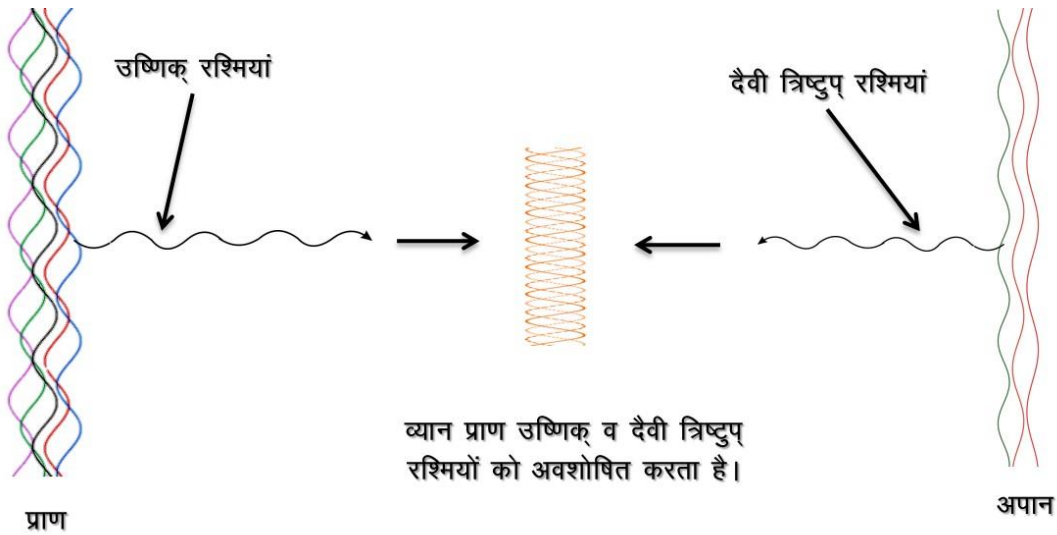 उष्णिक् रश्मियां
दैवी त्रिष्टुप् रश्मियां
व्यान प्राण उष्णिक् व दैवी त्रिष्टुप्
रश्मियों को अवशोषित करता है।
प्राण
अपान